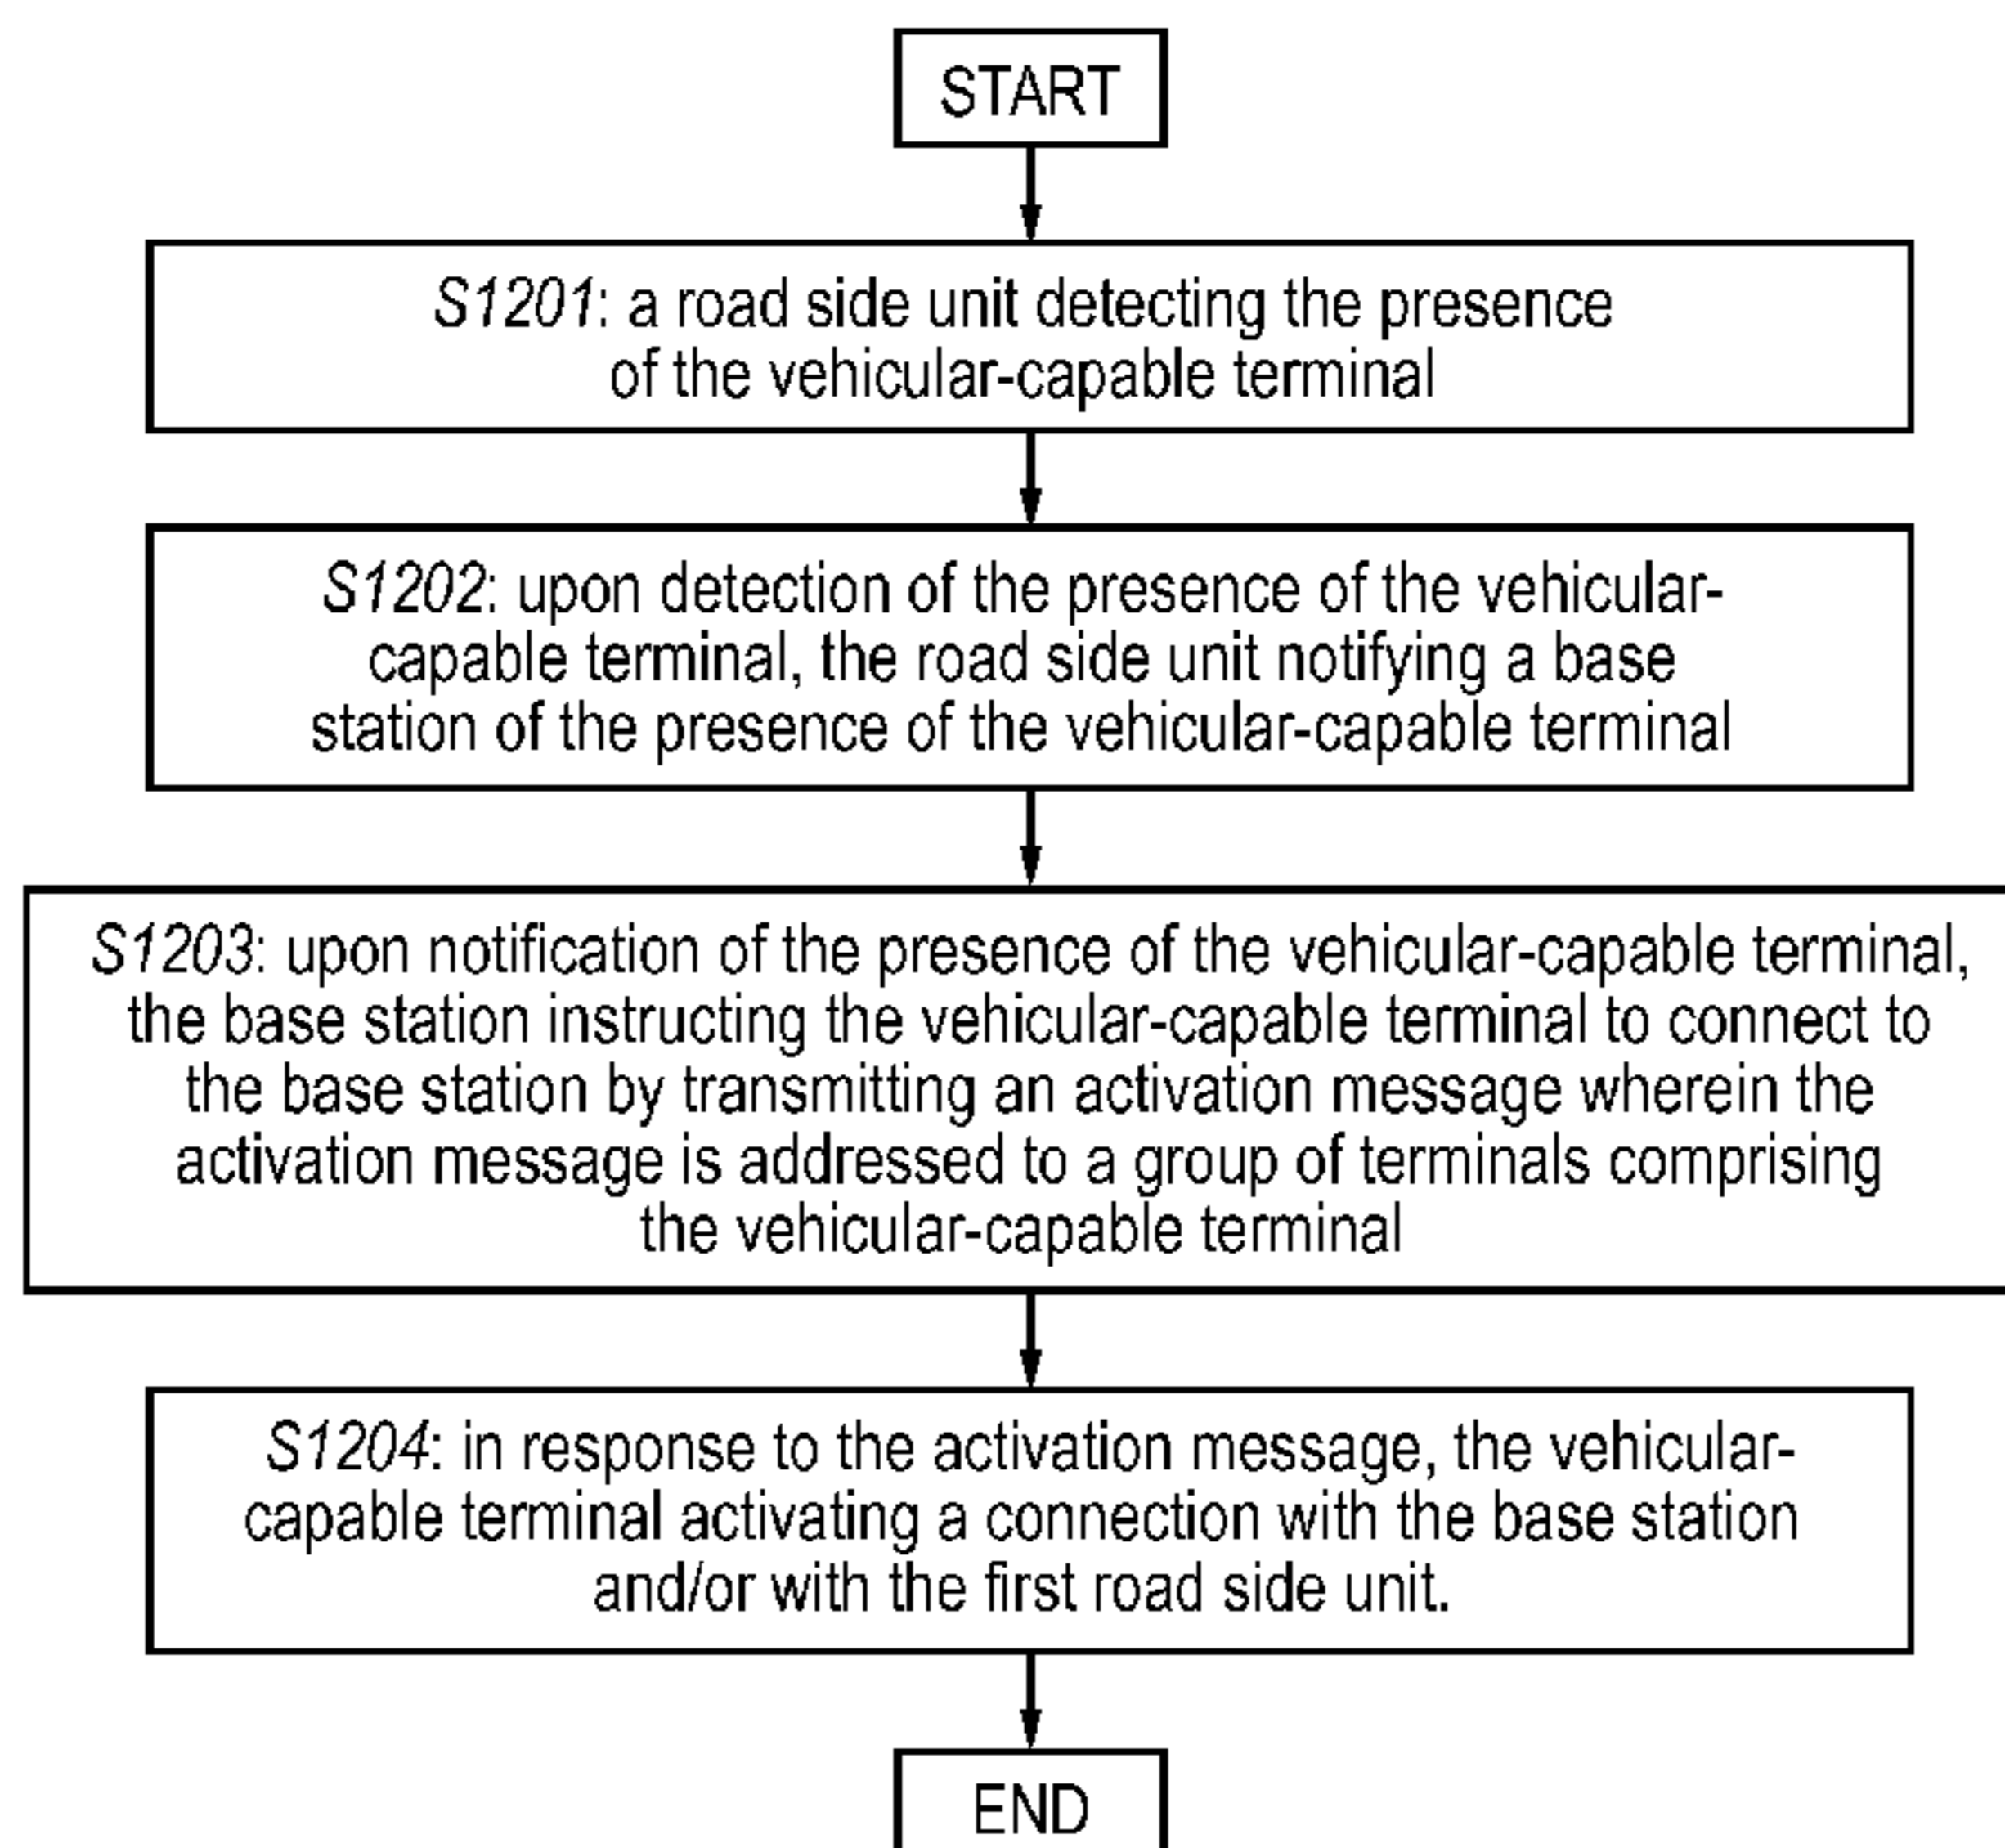 START
S1201: a road side unit detecting the presence
of the vehicular-capable terminal
S1202: upon detection of the presence of the vehicular-
capable terminal, the road side unit notifying a base
station of the presence of the vehicular-capable terminal
S1203: upon notification of the presence of the vehicular-capable terminal,
the base station instructing the vehicular-capable terminal to connect to
the base station by transmitting an activation message wherein the
activation message is addressed to a group of terminals comprising
the vehicular-capable terminal
S1204: in response to the activation message, the vehicular-
capable terminal activating a connection with the base station
and/or with the first road side unit.
END